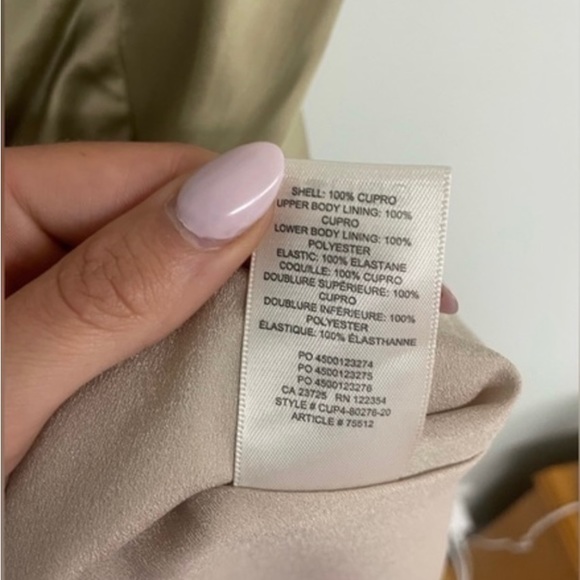 SHELL: 100% CUPRO
UPPER BODY LINING: 100%
CUPRO
LOWER BODY LINING: 100%
POLYESTER
ELASTIC: 100% ELASTANE
COQUILLE: 100% CUPRO
DOUBLURE SUPÉRIEURE: 100%
CUPRO
DOUBLURE INFÉRIEURE: 100%
POLYESTER
ÉLASTIQUE: 100% ÉLASTHANNE
PO 4500123274
PO 4500123275
PO 4500123276
CA 23725 RN 122354
STYLE # CUP4-80276-20
ARTICLE # 75512